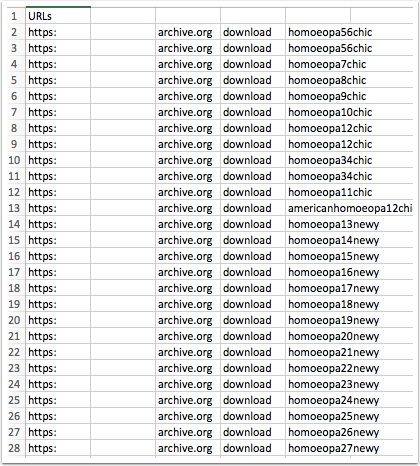 1 URLs
2 https: archive.org download homoeopa56chic
3 https: archive.org download homoeopa56chic
4 https: archive.org download homoeopa7chic
5 https: archive.org download homoeopa8chic
6 https: archive.org download homoeopa9chic
7 https: archive.org download homoeopa10chic
8 https: archive.org download homoeopa12chic
9 https: archive.org download homoeopa12chic
10 https: archive.org download homoeopa34chic
11 https: archive.org download homoeopa34chic
12 https: archive.org download homoeopa11chic
13 https: archive.org download americanhomoeopa12chi
14 https: archive.org download homoeopa13newy
15 https: archive.org download homoeopa14newy
16 https: archive.org download homoeopa15newy
17 https: archive.org download homoeopa16newy
18 https: archive.org download homoeopa17newy
19 https: archive.org download homoeopa18newy
20 https: archive.org download homoeopa19newy
21 https: archive.org download homoeopa20newy
22 https: archive.org download homoeopa21newy
23 https: archive.org download homoeopa22newy
24 https: archive.org download homoeopa23newy
25 https: archive.org download homoeopa24newy
26 https: archive.org download homoeopa25newy
27 https: archive.org download homoeopa26newy
28 https: archive.org download homoeopa27newy